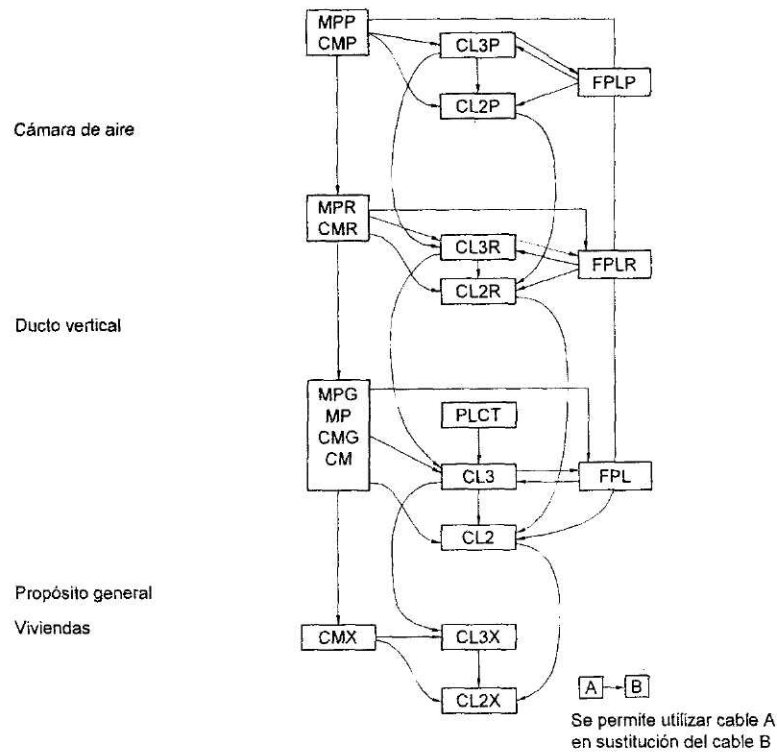 MPP
CMP
CL3P
FPLP
CL2P
Cámara de aire
MPR
CMR
CL3R
FPLR
CL2R
Ducto vertical
MPG
MP
CMG
CM
PLCT
CL3
FPL
CL2
Propósito general
Viviendas
CMX
CL3X
CL2X
A
B
Se permite utilizar cable A
en sustitución del cable B